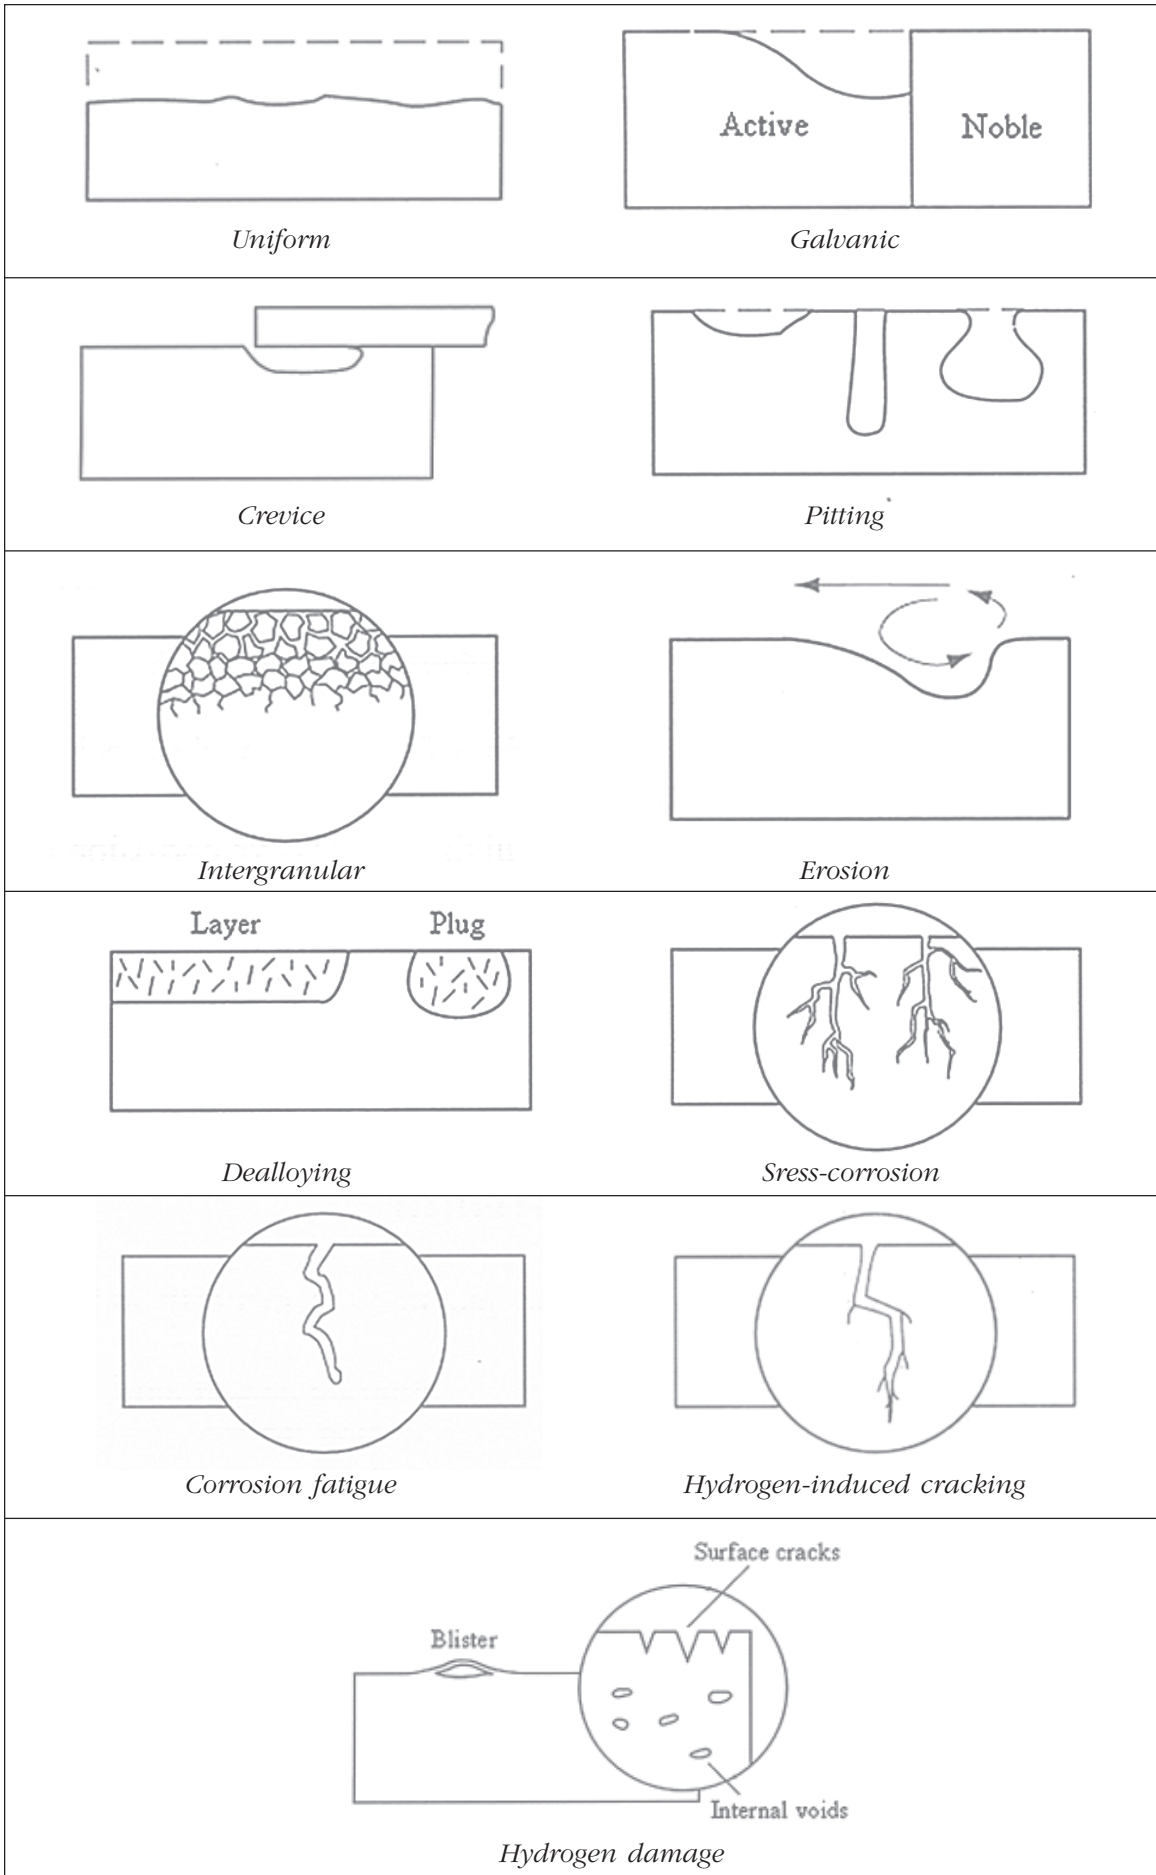 Active
Noble
Uniform
Galvanic
Crevice
Pitting
Intergranular
Erosion
Layer
Plug
Dealloying
Sress-corrosion
Corrosion fatigue
Hydrogen-induced cracking
Surface cracks
Blister
Internal voids
Hydrogen damage